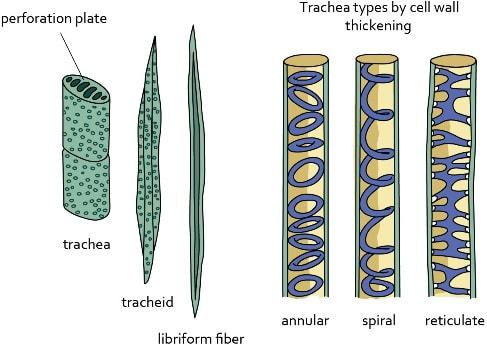 perforation plate
trachea
tracheid
libriform fiber
Trachea types by cell wall
thickening
annular
spiral
reticulate